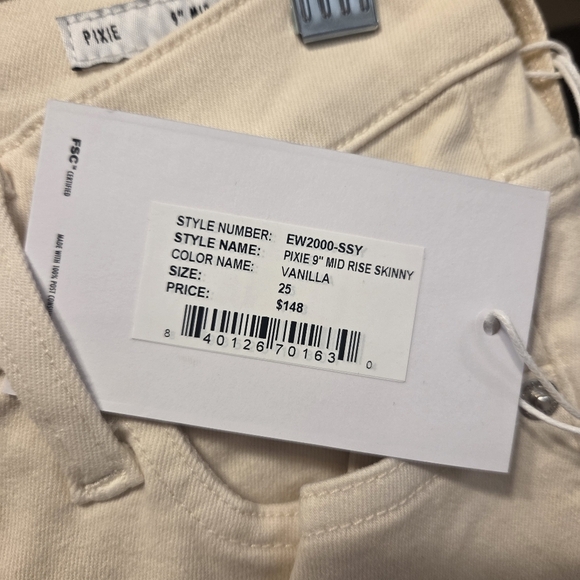 PIXIE 9" MID
FSC® CERTIFIED
MADE WITH 100% POST
STYLE NUMBER: EW2000-SSY
STYLE NAME: PIXIE 9" MID RISE SKINNY
COLOR NAME: VANILLA
SIZE: 25
PRICE: $148
8 40126 70163 0